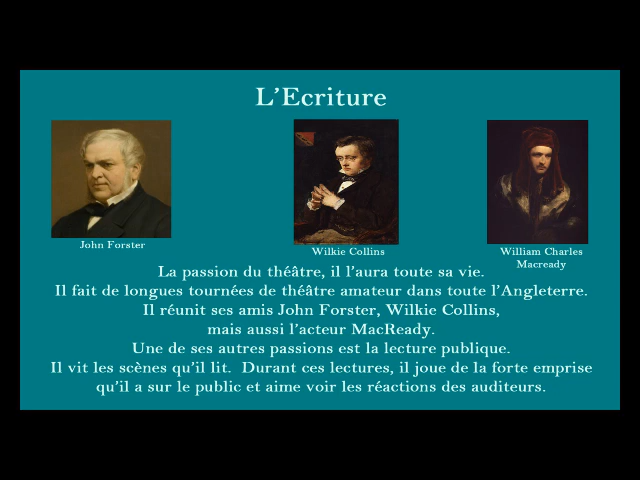 L'Ecriture
John Forster
Wilkie Collins
William Charles
Macready
La passion du théâtre, il l'aura toute sa vie.
Il fait de longues tournées de théâtre amateur dans toute l'Angleterre.
Il réunit ses amis John Forster, Wilkie Collins,
mais aussi l'acteur MacReady.
Une de ses autres passions est la lecture publique.
Il vit les scènes qu'il lit. Durant ces lectures, il joue de la forte emprise
qu'il a sur le public et aime voir les réactions des auditeurs.